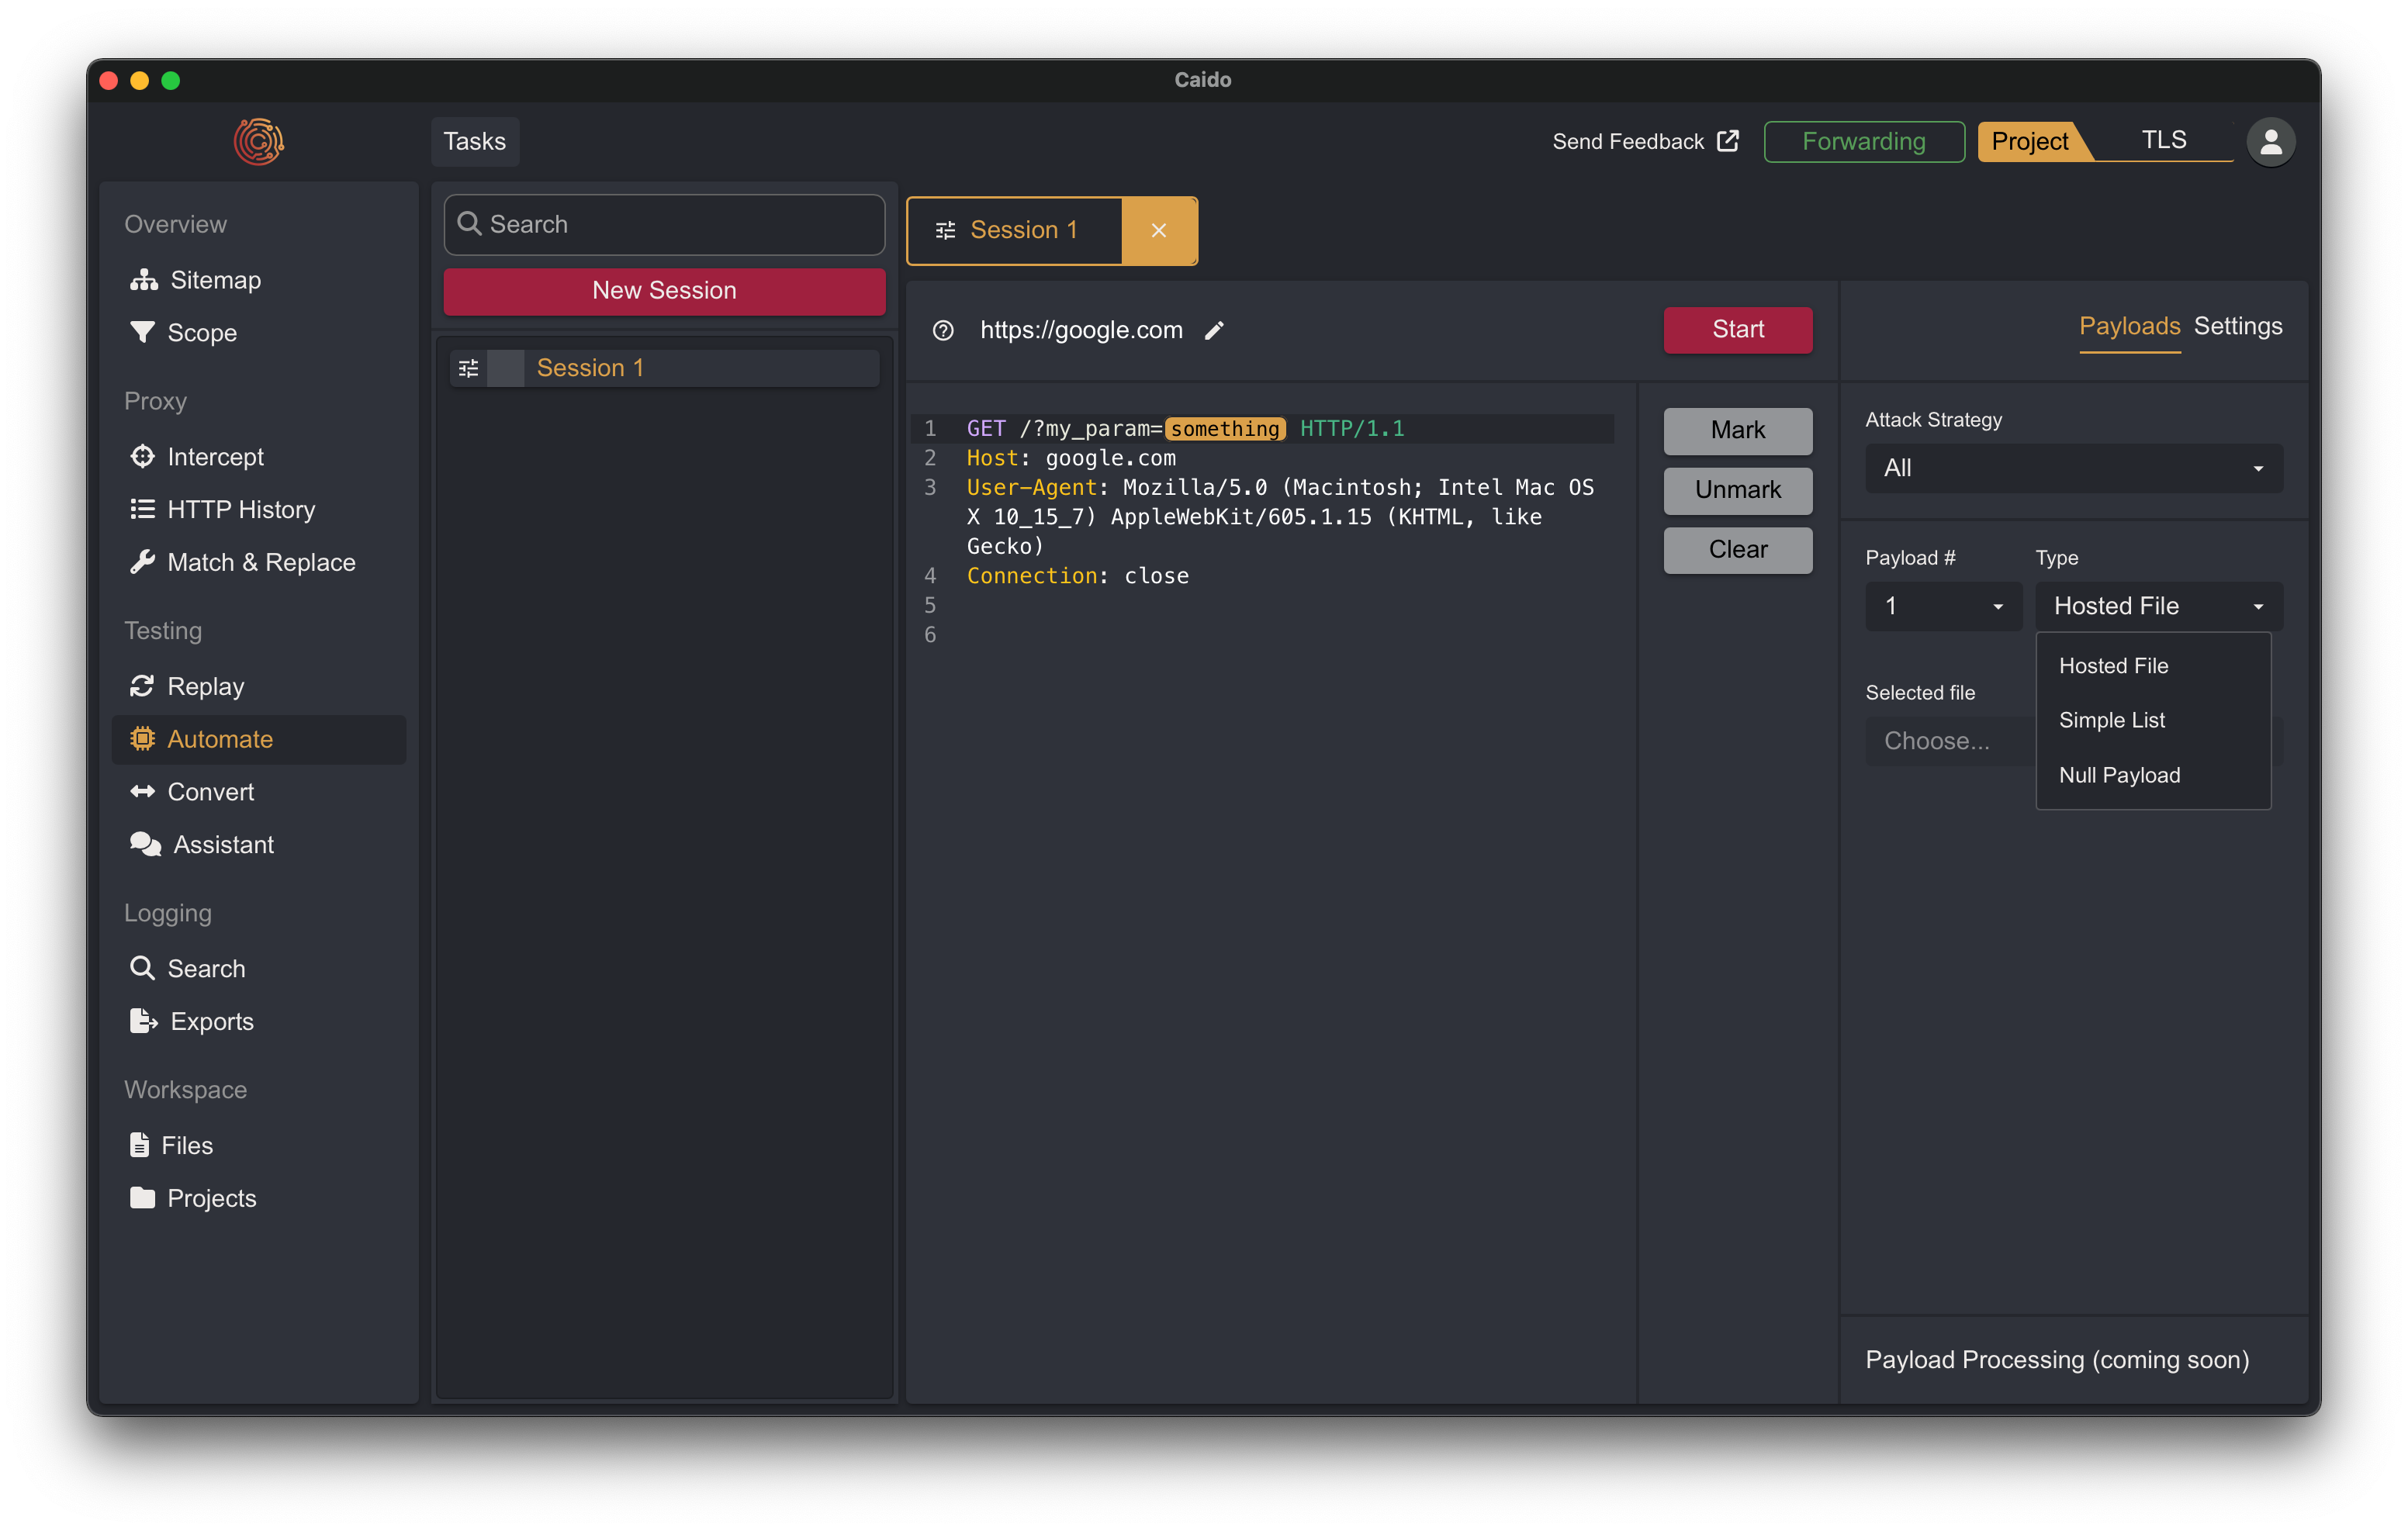 Caido
Tasks
Send Feedback
Forwarding
Project
TLS
Overview
Sitemap
Scope
Proxy
Intercept
HTTP History
Match & Replace
Testing
Replay
Automate
Convert
Assistant
Logging
Search
Exports
Workspace
Files
Projects
Search
New Session
Session 1
Session 1
https://google.com
Start
1 GET /?my_param=something HTTP/1.1
2 Host: google.com
3 User-Agent: Mozilla/5.0 (Macintosh; Intel Mac OS
X 10_15_7) AppleWebKit/605.1.15 (KHTML, like
Gecko)
4 Connection: close
5
6
Mark
Unmark
Clear
Payloads Settings
Attack Strategy
All
Payload # Type
1 Hosted File
Hosted File
Simple List
Null Payload
Selected file
Choose...
Payload Processing (coming soon)